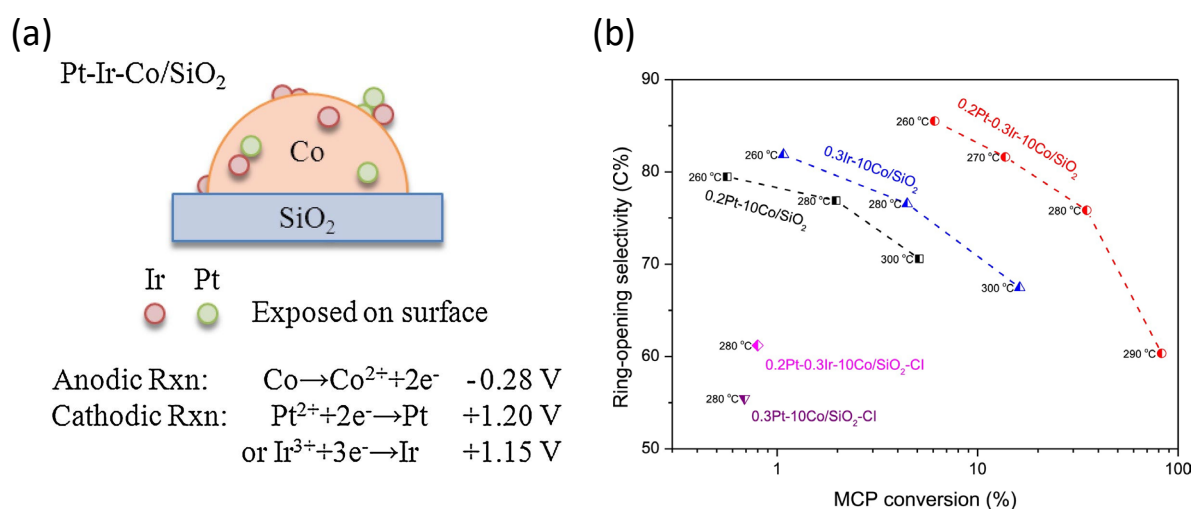 (a)
Pt-Ir-Co/SiO₂
Co
SiO₂
Ir Pt
Exposed on surface
Anodic Rxn: Co→Co²⁺+2e⁻ -0.28 V
Cathodic Rxn: Pt²⁺+2e⁻→Pt +1.20 V
or Ir³⁺+3e⁻→Ir +1.15 V
(b)
Ring-opening selectivity (C%)
90
80
70
60
50
260 °C
270 °C
280 °C
290 °C
0.2Pt-0.3Ir-10Co/SiO₂
260 °C
280 °C
300 °C
0.3Ir-10Co/SiO₂
260 °C
280 °C
300 °C
0.2Pt-10Co/SiO₂
280 °C
0.2Pt-0.3Ir-10Co/SiO₂-Cl
280 °C
0.3Pt-10Co/SiO₂-Cl
1 10 100
MCP conversion (%)